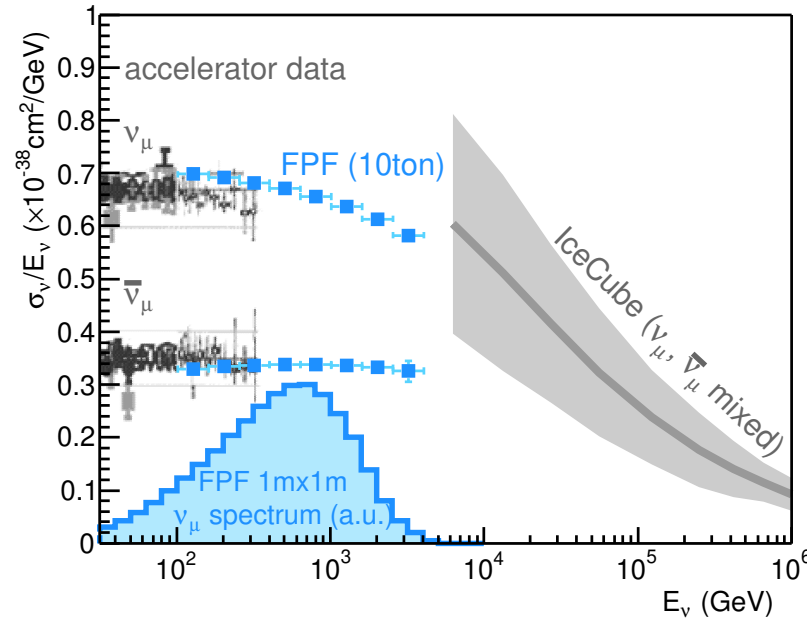 σν/Eν (×10⁻³⁸cm²/GeV)
1
0.9
0.8
0.7
0.6
0.5
0.4
0.3
0.2
0.1
0
accelerator data
νμ
FPF (10ton)
ν̄μ
IceCube (νμ, ν̄μ mixed)
FPF 1mx1m
νμ spectrum (a.u.)
10² 10³ 10⁴ 10⁵ 10⁶
Eν (GeV)